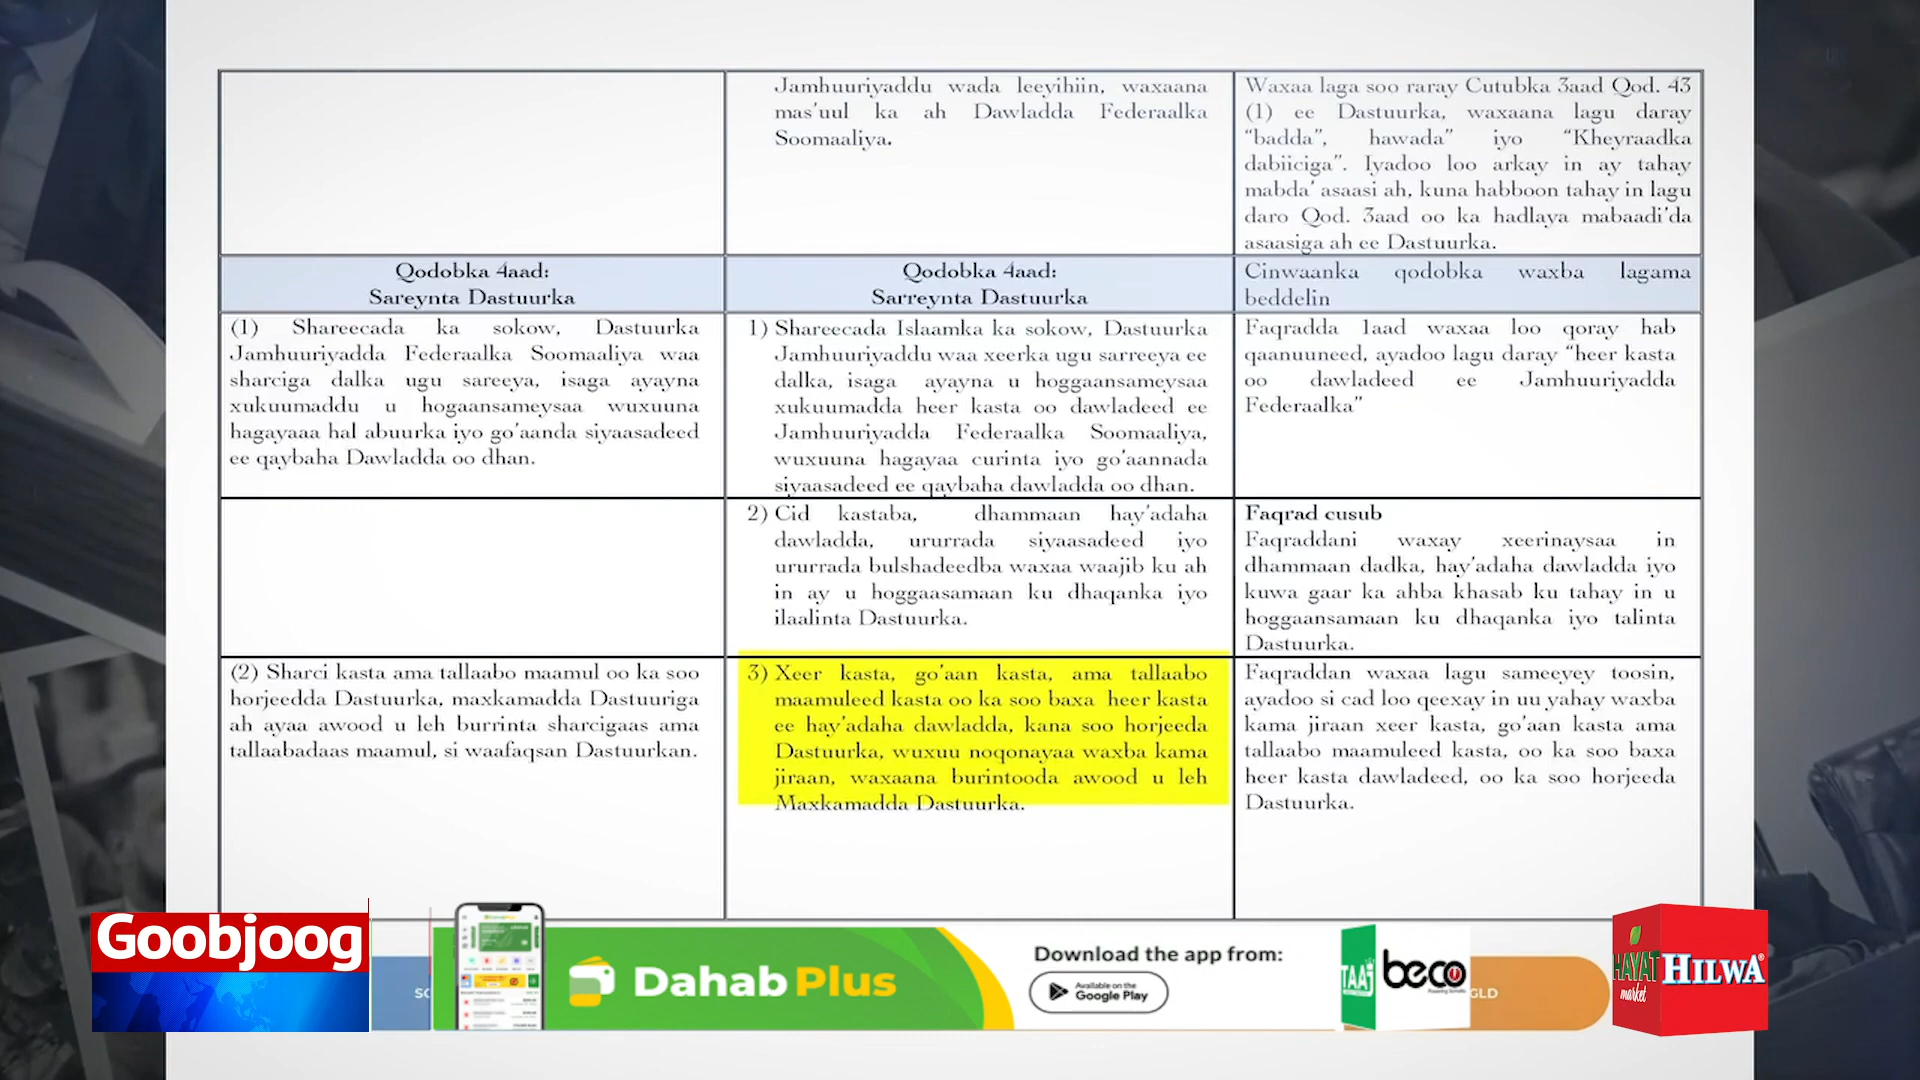 Jamhuuriyaddu wada leeyihiin, waxaana
mas'uul ka ah Dawladda Federaalka
Soomaaliya.
Waxaa laga soo raray Cutubka 3aad Qod. 43
(1) ee Dastuurka, waxaana lagu daray
“badda”, hawada” iyo “Kheyraadka
dabiiciga”. Iyadoo loo arkay in ay tahay
mabda' asaasi ah, kuna habboon tahay in lagu
daro Qod. 3aad oo ka hadlaya mabaadi'da
asaasiga ah ee Dastuurka.
Qodobka 4aad:
Sareynta Dastuurka
Qodobka 4aad:
Sarreynta Dastuurka
Cinwaanka qodobka waxba lagama
beddelin
(1) Shareecada ka sokow, Dastuurka
Jamhuuriyadda Federaalka Soomaaliya waa
sharciga dalka ugu sareeya, isaga ayayna
xukuumaddu u hogaansameysaa wuxuuna
hagayaaa hal abuurka iyo go'aanda siyaasadeed
ee qaybaha Dawladda oo dhan.
1) Shareecada Islaamka ka sokow, Dastuurka
Jamhuuriyaddu waa xeerka ugu sarreeya ee
dalka, isaga ayayna u hoggaansameysaa
xukuumadda heer kasta oo dawladeed ee
Jamhuuriyadda Federaalka Soomaaliya,
wuxuuna hagayaa curinta iyo go'aannada
siyaasadeed ee qaybaha dawladda oo dhan.
Faqradda 1aad waxaa loo qoray hab
qaanuuneed, ayadoo lagu daray “heer kasta
oo dawladeed ee Jamhuuriyadda
Federaalka”
2) Cid kastaba, dhammaan hay'adaha
dawladda, ururrada siyaasadeed iyo
ururrada bulshadeedba waxaa waajib ku ah
in ay u hoggaasamaan ku dhaqanka iyo
ilaalinta Dastuurka.
Faqrad cusub
Faqraddani waxay xeerinaysaa in
dhammaan dadka, hay'adaha dawladda iyo
kuwa gaar ka ahba khasab ku tahay in u
hoggaansamaan ku dhaqanka iyo talinta
Dastuurka.
(2) Sharci kasta ama tallaabo maamul oo ka soo
horjeedda Dastuurka, maxkamadda Dastuuriga
ah ayaa awood u leh burrinta sharcigaas ama
tallaabadaas maamul, si waafaqsan Dastuurkan.
3) Xeer kasta, go'aan kasta, ama tallaabo
maamuleed kasta oo ka soo baxa heer kasta
ee hay'adaha dawladda, kana soo horjeeda
Dastuurka, wuxuu noqonayaa waxba kama
jiraan, waxaana burintooda awood u leh
Maxkamadda Dastuurka.
Faqraddan waxaa lagu sameeyey toosin,
ayadoo si cad loo qeexay in uu yahay waxba
kama jiraan xeer kasta, go'aan kasta ama
tallaabo maamuleed kasta, oo ka soo baxa
heer kasta dawladeed, oo ka soo horjeeda
Dastuurka.
Goobjoog
SO
Dahab Plus
Download the app from:
Available on the
Google Play
TAAJ
beco
GLD
HAYAT
market
HILWA®